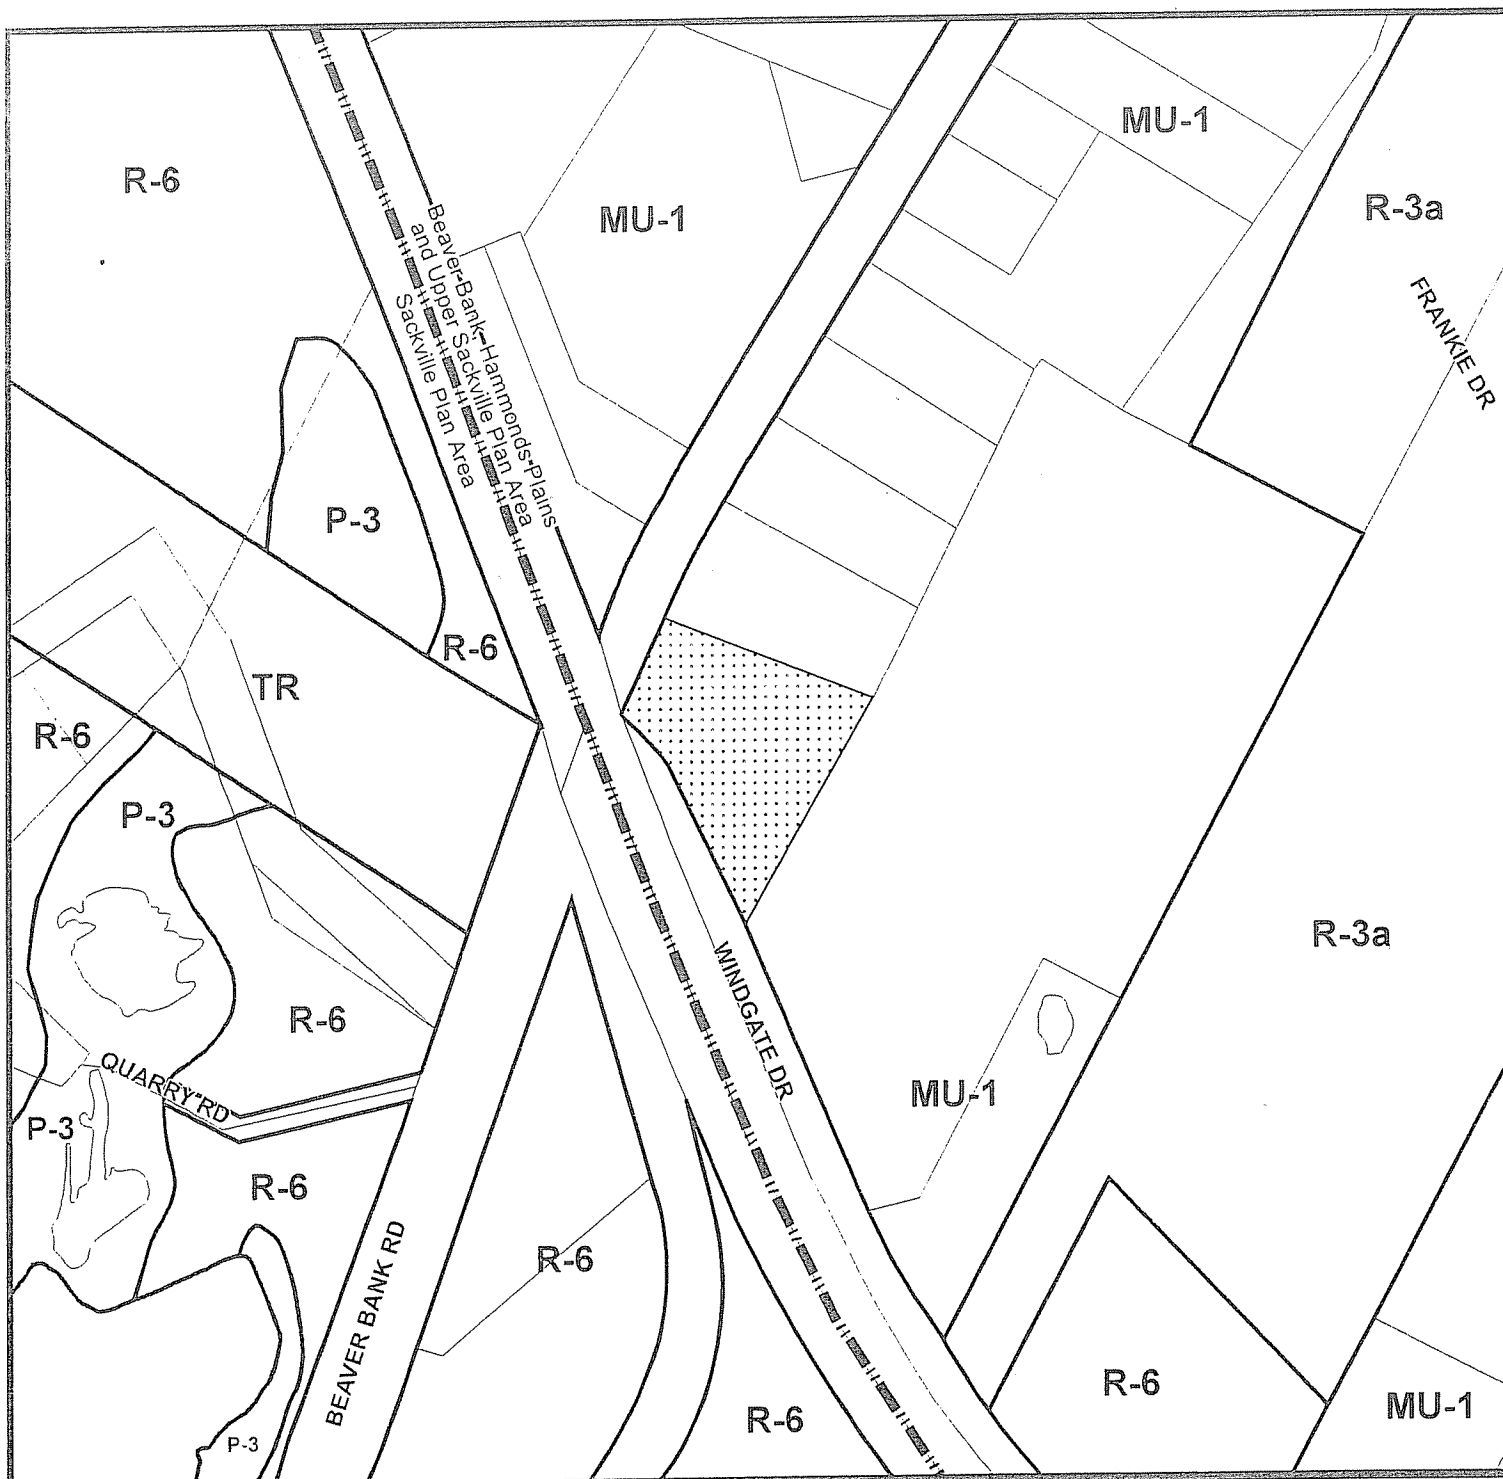 MU-1
R-6
R-3a
MU-1
Beaver Bank, Hammonds Plains
and Upper Sackville Plan Area
Sackville Plan Area
FRANKIE DR
P-3
R-6
TR
R-6
P-3
R-3a
WINDGATE DR
R-6
QUARRY RD
MU-1
P-3
R-6
R-6
BEAVER BANK RD
R-6
MU-1
R-6
P-3